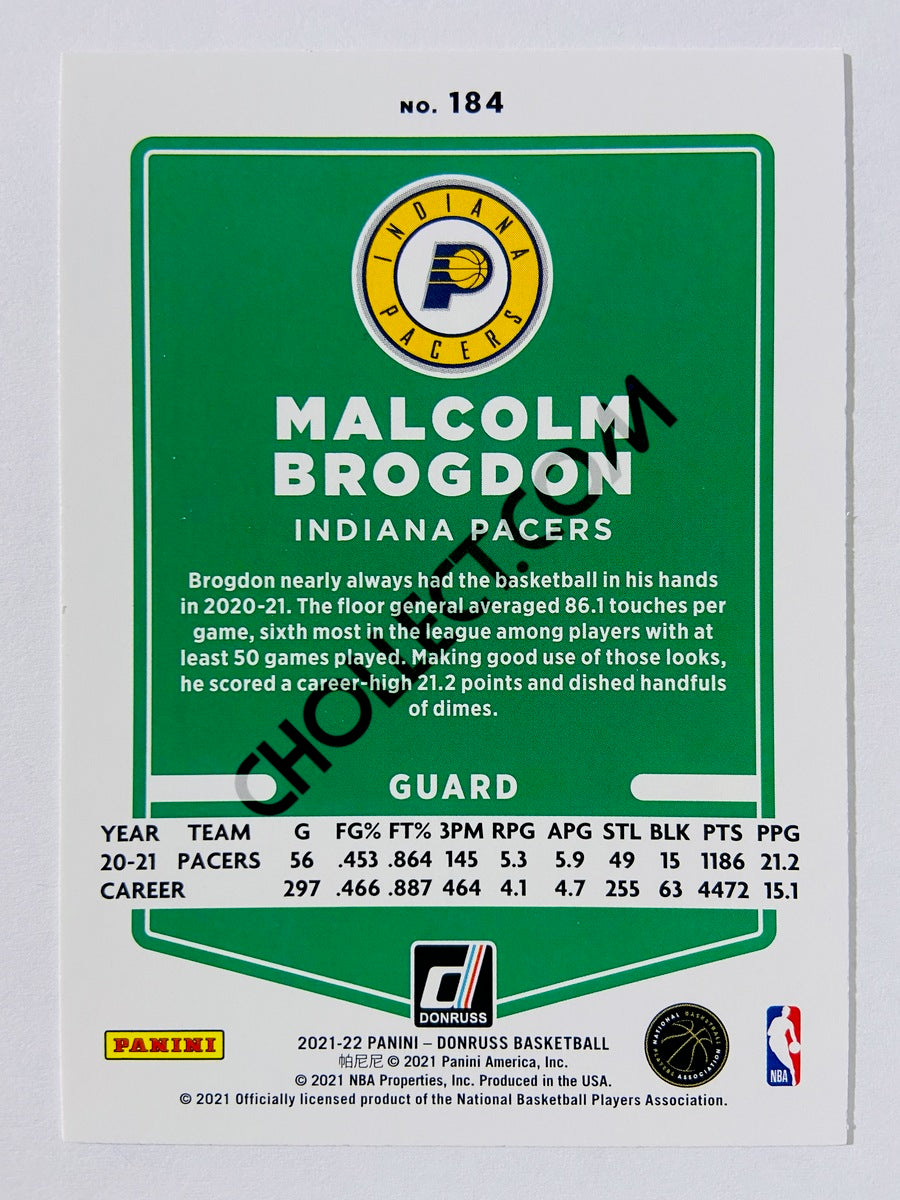 NO. 184
INDIANA
PACERS
MALCOLM
BROGDON
INDIANA PACERS
Brogdon nearly always had the basketball in his hands
in 2020-21. The floor general averaged 86.1 touches per
game, sixth most in the league among players with at
least 50 games played. Making good use of those looks,
he scored a career-high 21.2 points and dished handfuls
of dimes.
CHOLLECT.COM
GUARD
YEAR TEAM G FG% FT% 3PM RPG APG STL BLK PTS PPG
20-21 PACERS 56 .453 .864 145 5.3 5.9 49 15 1186 21.2
CAREER 297 .466 .887 464 4.1 4.7 255 63 4472 15.1
d
DONRUSS
PANINI
2021-22 PANINI – DONRUSS BASKETBALL
帕尼尼 © 2021 Panini America, Inc.
© 2021 NBA Properties, Inc. Produced in the USA.
© 2021 Officially licensed product of the National Basketball Players Association.
NATIONAL BASKETBALL
PLAYERS ASSOCIATION
NBA